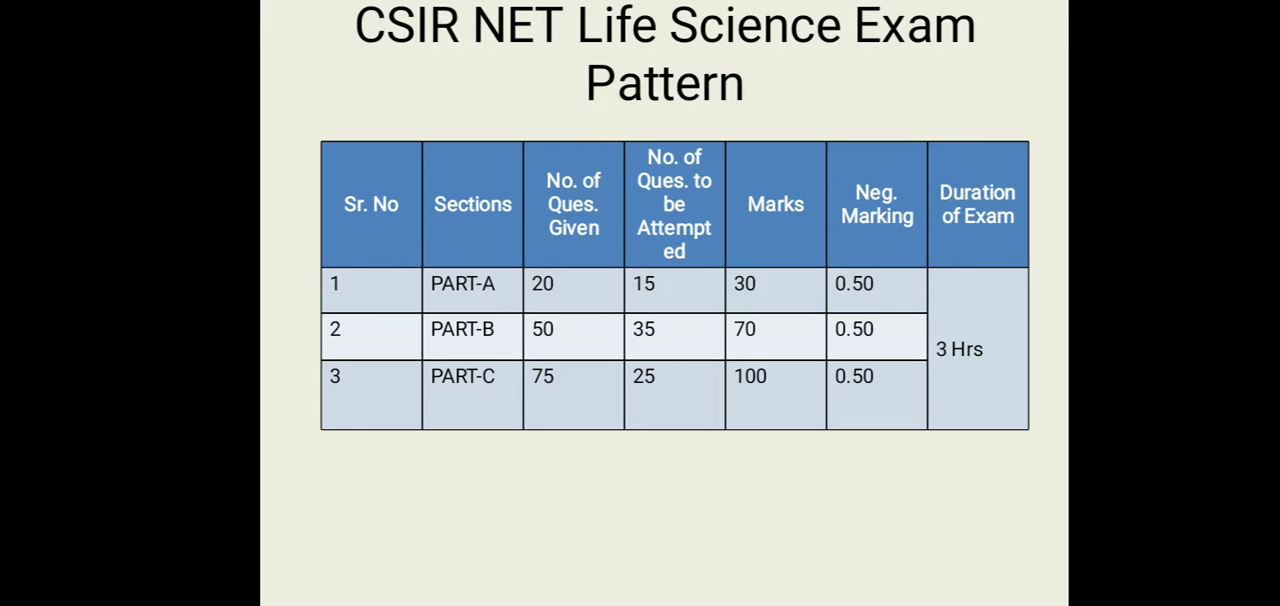 CSIR NET Life Science Exam
Pattern
Sr. No
Sections
No. of
Ques.
Given
No. of
Ques. to
be
Attempt
ed
Marks
Neg.
Marking
Duration
of Exam
1
PART-A
20
15
30
0.50
3 Hrs
2
PART-B
50
35
70
0.50
3
PART-C
75
25
100
0.50